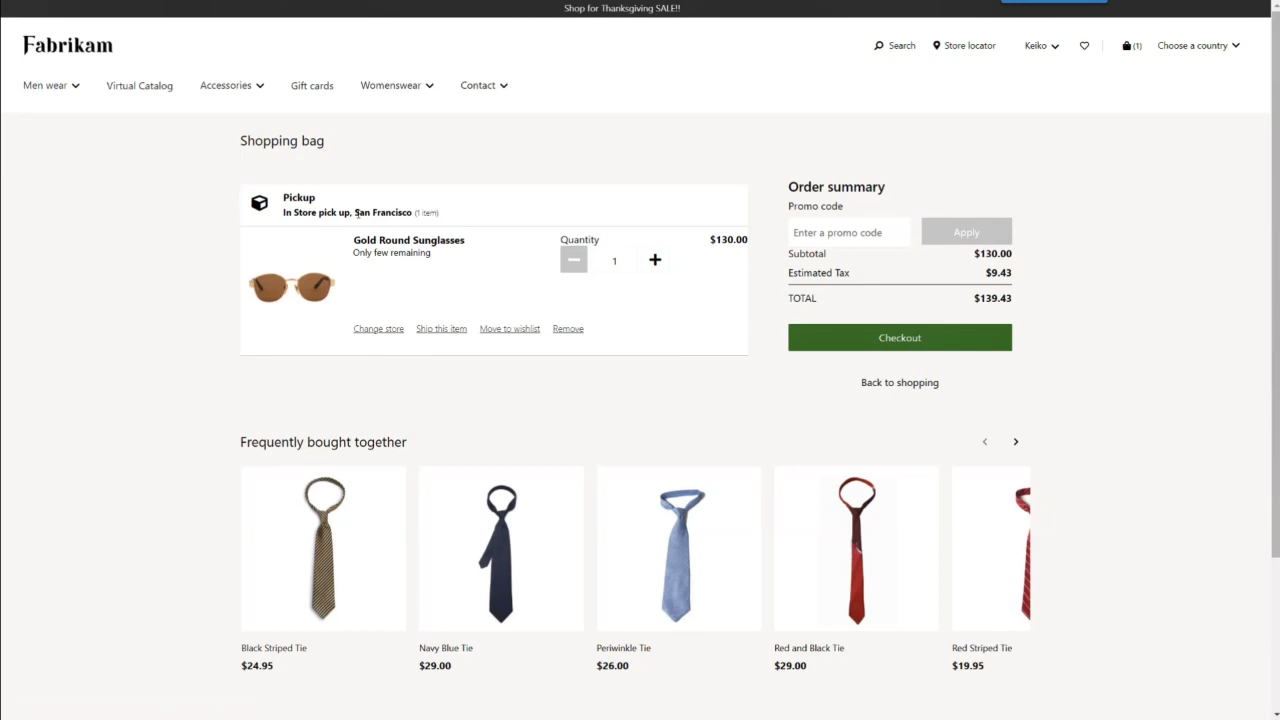 Shop for Thanksgiving SALE!!
Fabrikam
Search
Store locator
Keiko
(1)
Choose a country
Men wear
Virtual Catalog
Accessories
Gift cards
Womenswear
Contact
Shopping bag
Pickup
In Store pick up, San Francisco (1 item)
Gold Round Sunglasses
Only few remaining
Quantity
1
$130.00
Change store
Ship this item
Move to wishlist
Remove
Order summary
Promo code
Enter a promo code
Apply
Subtotal
$130.00
Estimated Tax
$9.43
TOTAL
$139.43
Checkout
Back to shopping
Frequently bought together
Black Striped Tie
$24.95
Navy Blue Tie
$29.00
Periwinkle Tie
$26.00
Red and Black Tie
$29.00
Red Striped Tie
$19.95